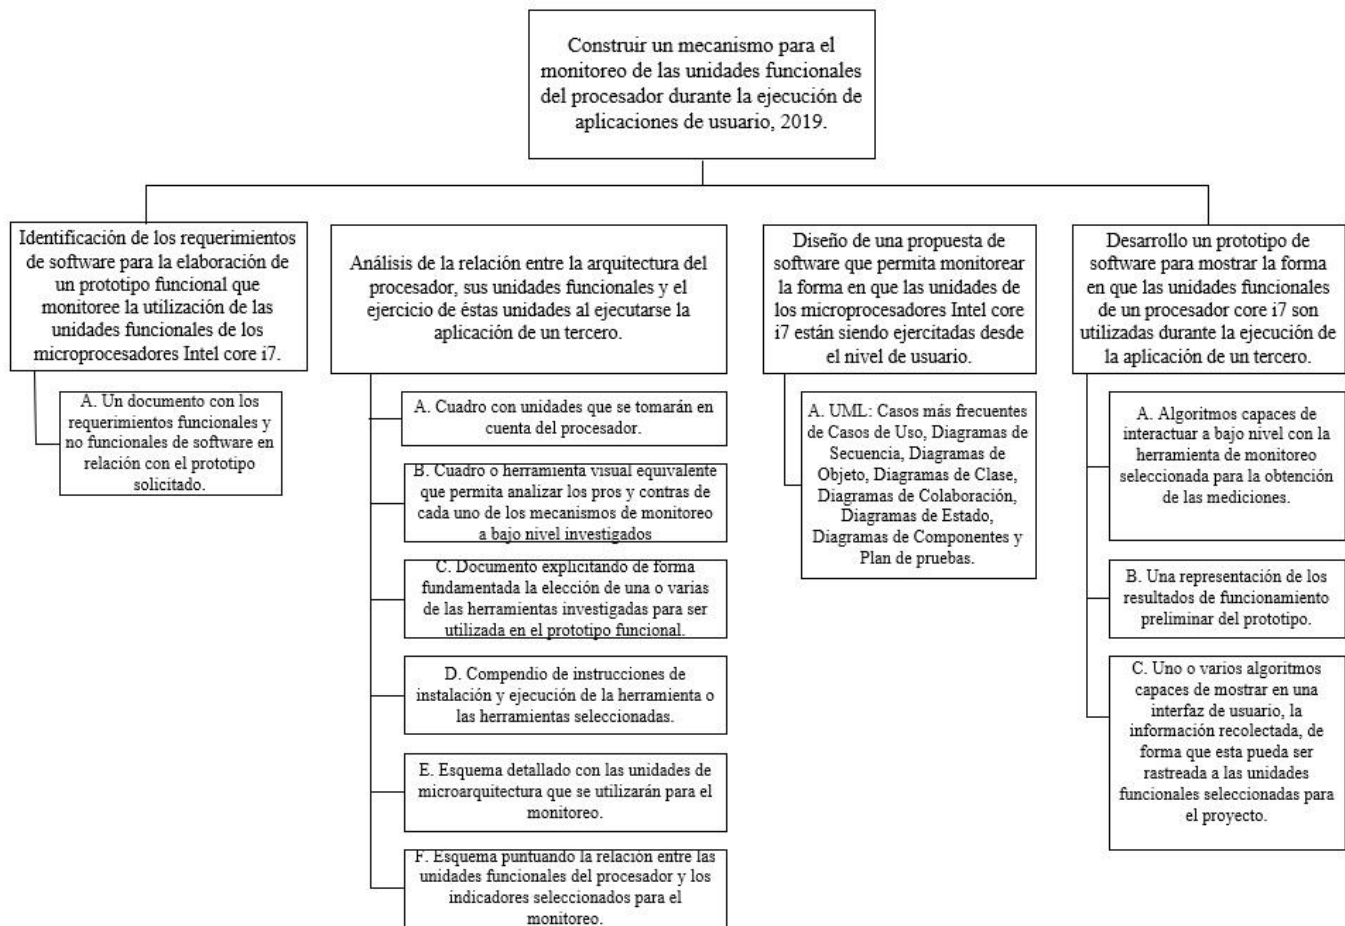 Construir un mecanismo para el
monitoreo de las unidades funcionales
del procesador durante la ejecución de
aplicaciones de usuario, 2019.
Identificación de los requerimientos
de software para la elaboración de
un prototipo funcional que
monitoree la utilización de las
unidades funcionales de los
microprocesadores Intel core i7.
A. Un documento con los
requerimientos funcionales y
no funcionales de software en
relación con el prototipo
solicitado.
Análisis de la relación entre la arquitectura del
procesador, sus unidades funcionales y el
ejercicio de éstas unidades al ejecutarse la
aplicación de un tercero.
A. Cuadro con unidades que se tomarán en
cuenta del procesador.
B. Cuadro o herramienta visual equivalente
que permita analizar los pros y contras de
cada uno de los mecanismos de monitoreo
a bajo nivel investigados
C. Documento explicitando de forma
fundamentada la elección de una o varias
de las herramientas investigadas para ser
utilizada en el prototipo funcional.
D. Compendio de instrucciones de
instalación y ejecución de la herramienta o
las herramientas seleccionadas.
E. Esquema detallado con las unidades de
microarquitectura que se utilizarán para el
monitoreo.
F. Esquema puntuando la relación entre las
unidades funcionales del procesador y los
indicadores seleccionados para el
monitoreo.
Diseño de una propuesta de
software que permita monitorear
la forma en que las unidades de
los microprocesadores Intel core
i7 están siendo ejercitadas desde
el nivel de usuario.
A. UML: Casos más frecuentes
de Casos de Uso, Diagramas de
Secuencia, Diagramas de
Objeto, Diagramas de Clase,
Diagramas de Colaboración,
Diagramas de Estado,
Diagramas de Componentes y
Plan de pruebas.
Desarrollo un prototipo de
software para mostrar la forma
en que las unidades funcionales
de un procesador core i7 son
utilizadas durante la ejecución de
la aplicación de un tercero.
A. Algoritmos capaces de
interactuar a bajo nivel con la
herramienta de monitoreo
seleccionada para la obtención
de las mediciones.
B. Una representación de los
resultados de funcionamiento
preliminar del prototipo.
C. Uno o varios algoritmos
capaces de mostrar en una
interfaz de usuario, la
información recolectada, de
forma que esta pueda ser
rastreada a las unidades
funcionales seleccionadas para
el proyecto.